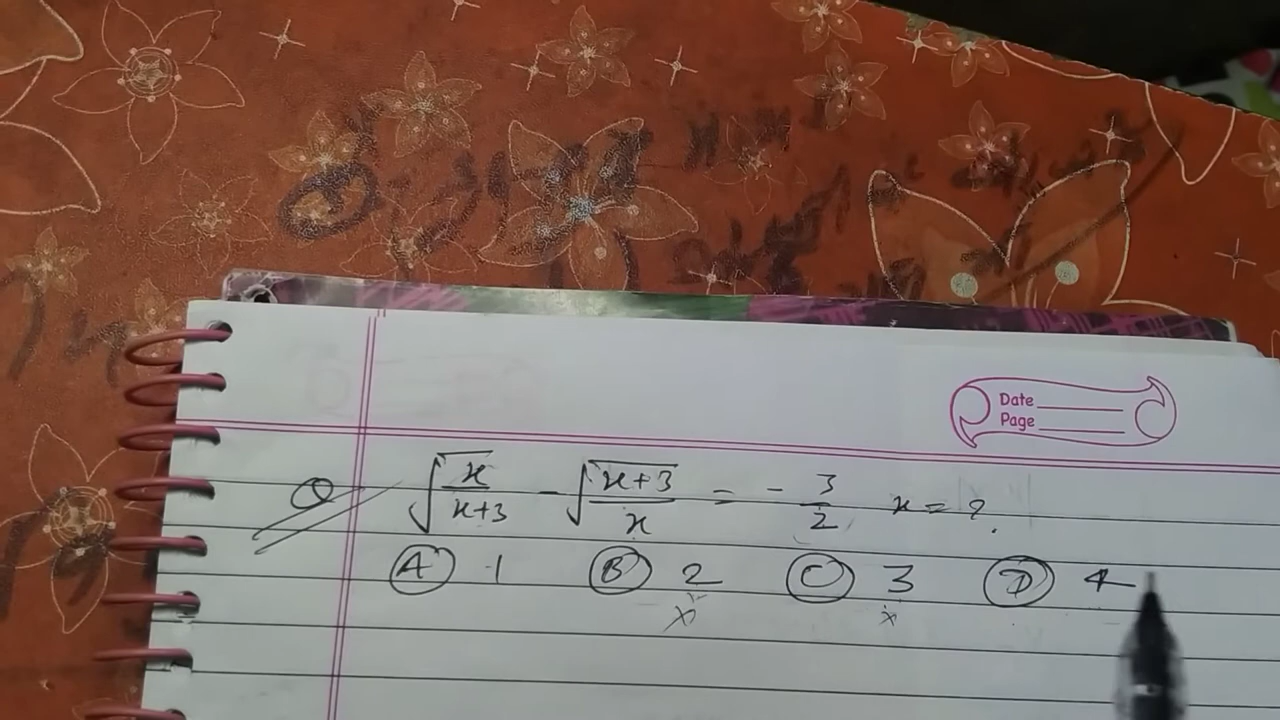 Date
Page
Q √(x/(x+3)) - √((x+3)/x) = - 3/2 x = ?
(A) 1 (B) 2 (C) 3 (D) 4
x x